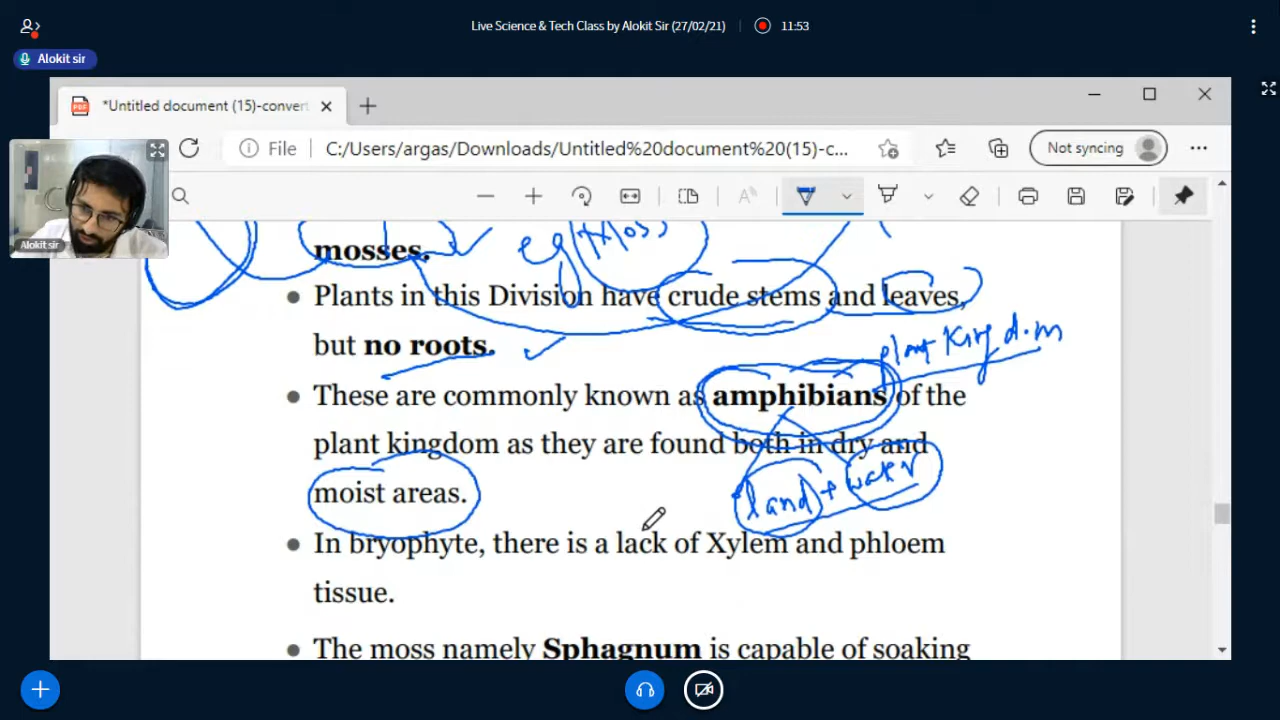 Live Science & Tech Class by Alokit Sir (27/02/21)
11:53
Alokit sir
*Untitled document (15)-convert
File
C:/Users/argas/Downloads/Untitled%20document%20(15)-c...
Not syncing
Alokit sir
mosses.
eg Moss
Plants in this Division have crude stems and leaves,
but no roots.
plant Kingdom
These are commonly known as amphibians of the
plant kingdom as they are found both in dry and
moist areas.
land + water
In bryophyte, there is a lack of Xylem and phloem
tissue.
The moss namely Sphagnum is capable of soaking